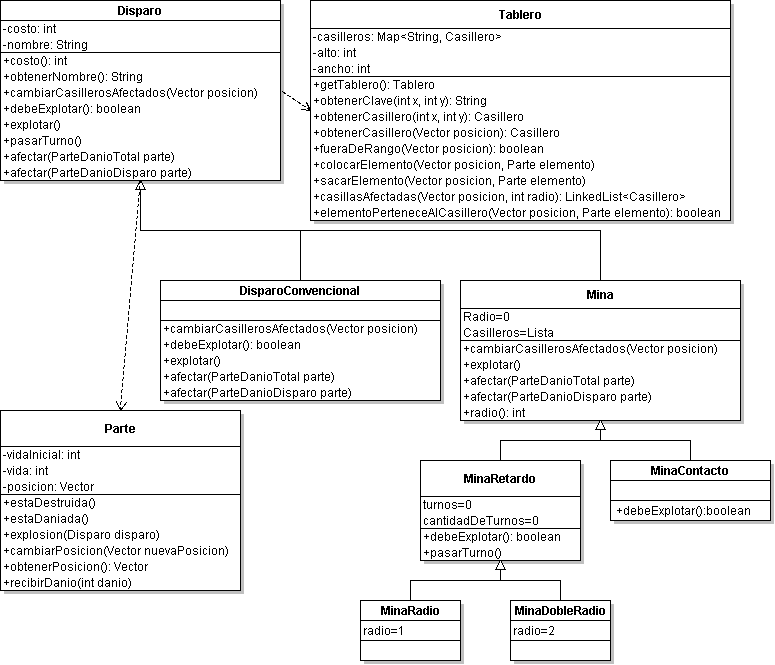 Disparo
-costo: int
-nombre: String
+costo(): int
+obtenerNombre(): String
+cambiarCasillerosAfectados(Vector posicion)
+debeExplotar(): boolean
+explotar()
+pasarTurno()
+afectar(ParteDanioTotal parte)
+afectar(ParteDanioDisparo parte)
Tablero
-casilleros: Map<String, Casillero>
-alto: int
-ancho: int
+getTablero(): Tablero
+obtenerClave(int x, int y): String
+obtenerCasillero(int x, int y): Casillero
+obtenerCasillero(Vector posicion): Casillero
+fueraDeRango(Vector posicion): boolean
+colocarElemento(Vector posicion, Parte elemento)
+sacarElemento(Vector posicion, Parte elemento)
+casillasAfectadas(Vector posicion, int radio): LinkedList<Casillero>
+elementoPerteneceAlCasillero(Vector posicion, Parte elemento): boolean
DisparoConvencional
+cambiarCasillerosAfectados(Vector posicion)
+debeExplotar(): boolean
+explotar()
+afectar(ParteDanioTotal parte)
+afectar(ParteDanioDisparo parte)
Mina
Radio=0
Casilleros=Lista
+cambiarCasillerosAfectados(Vector posicion)
+explotar()
+afectar(ParteDanioTotal parte)
+afectar(ParteDanioDisparo parte)
+radio(): int
Parte
-vidaInicial: int
-vida: int
-posicion: Vector
+estaDestruida()
+estaDaniada()
+explosion(Disparo disparo)
+cambiarPosicion(Vector nuevaPosicion)
+obtenerPosicion(): Vector
+recibirDanio(int danio)
MinaRetardo
turnos=0
cantidadDeTurnos=0
+debeExplotar(): boolean
+pasarTurno()
MinaContacto
+debeExplotar():boolean
MinaRadio
radio=1
MinaDobleRadio
radio=2